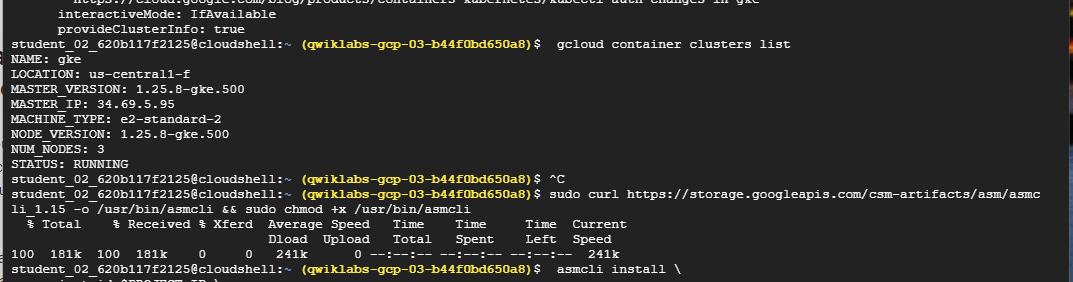 https://cloud.google.com/blog/products/containers-kubernetes/kubectl-auth-changes-in-gke
interactiveMode: IfAvailable
provideClusterInfo: true
student_02_620b117f2125@cloudshell:~ (qwiklabs-gcp-03-b44f0bd650a8)$  gcloud container clusters list
NAME: gke
LOCATION: us-central1-f
MASTER_VERSION: 1.25.8-gke.500
MASTER_IP: 34.69.5.95
MACHINE_TYPE: e2-standard-2
NODE_VERSION: 1.25.8-gke.500
NUM_NODES: 3
STATUS: RUNNING
student_02_620b117f2125@cloudshell:~ (qwiklabs-gcp-03-b44f0bd650a8)$ ^C
student_02_620b117f2125@cloudshell:~ (qwiklabs-gcp-03-b44f0bd650a8)$ sudo curl https://storage.googleapis.com/csm-artifacts/asm/asmc
li_1.15 -o /usr/bin/asmcli && sudo chmod +x /usr/bin/asmcli
% Total    % Received % Xferd  Average Speed   Time    Time     Time  Current
Dload  Upload   Total   Spent    Left  Speed
100  181k  100  181k    0     0   241k      0 --:--:-- --:--:-- --:--:--  241k
student_02_620b117f2125@cloudshell:~ (qwiklabs-gcp-03-b44f0bd650a8)$  asmcli install \